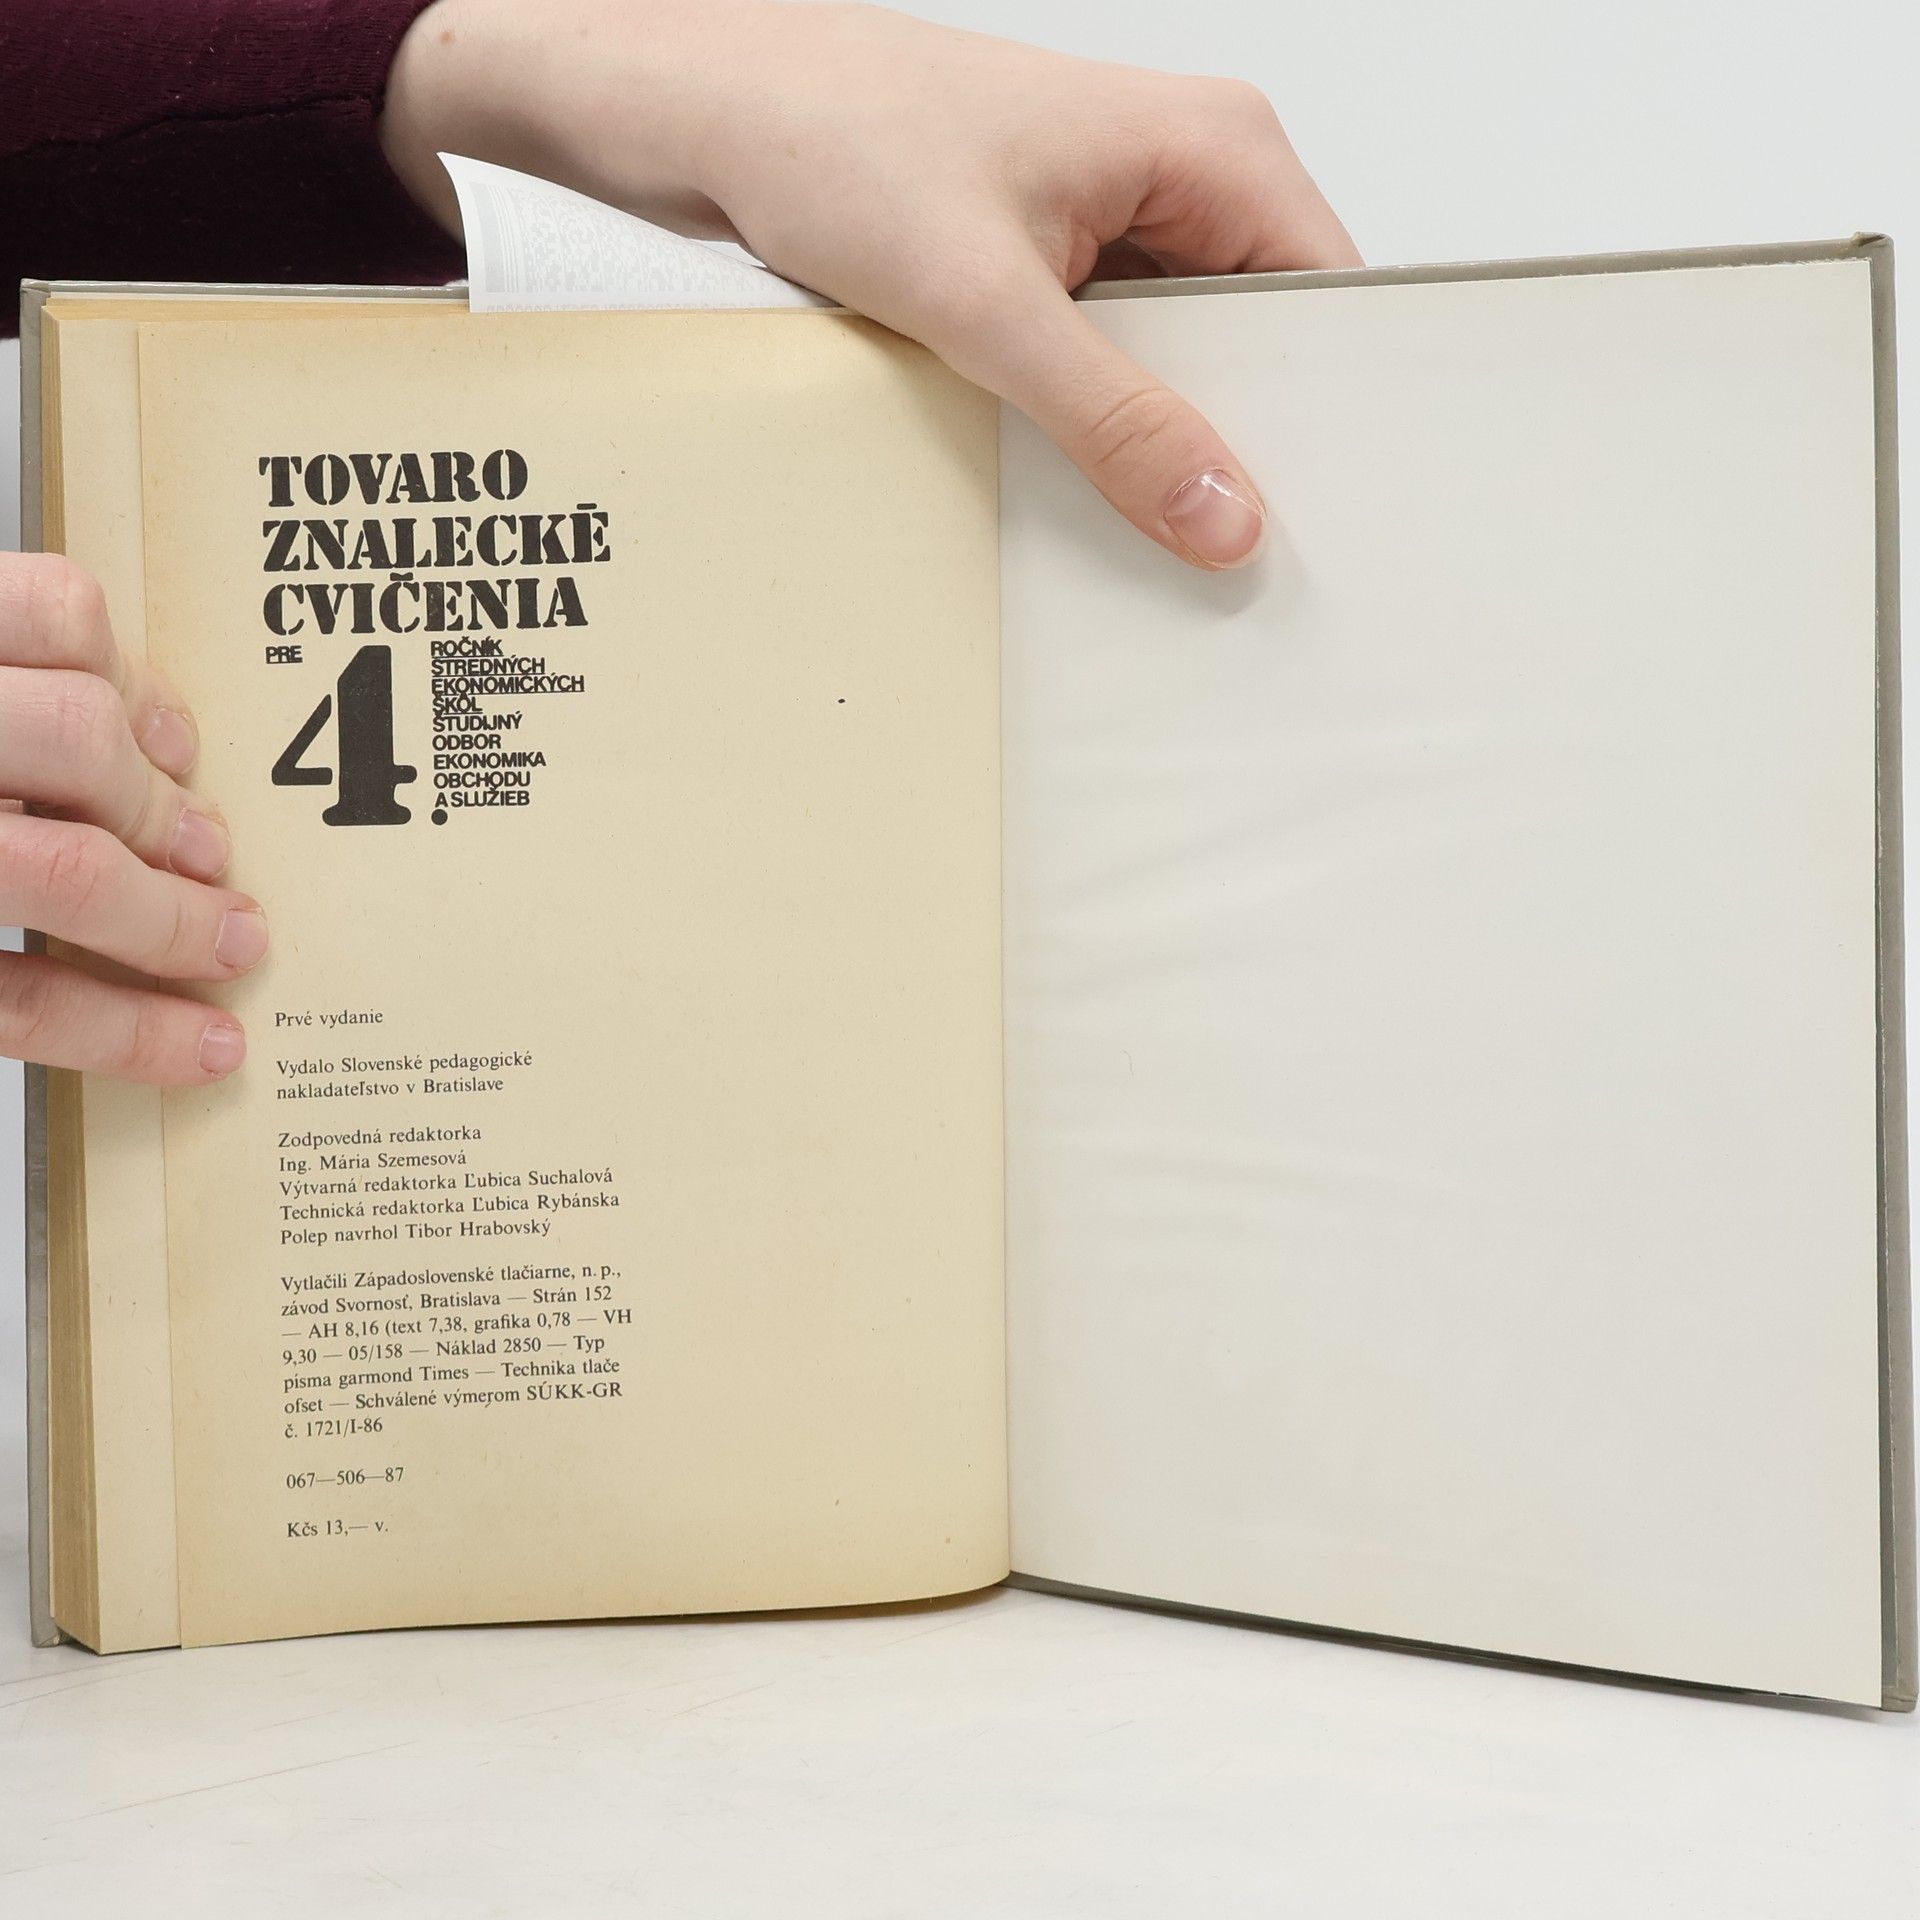 TOVARO
ZNALECKÉ
CVIČENIA
PRE
4.
ROČNÍK
STREDNÝCH
EKONOMICKÝCH
ŠKÔL
ŠTUDIJNÝ
ODBOR
EKONOMIKA
OBCHODU
A SLUŽIEB
Prvé vydanie
Vydalo Slovenské pedagogické
nakladateľstvo v Bratislave
Zodpovedná redaktorka
Ing. Mária Szemesová
Výtvarná redaktorka Ľubica Suchalová
Technická redaktorka Ľubica Rybánska
Polep navrhol Tibor Hrabovský
Vytlačili Západoslovenské tlačiarne, n. p.,
závod Svornosť, Bratislava — Strán 152
— AH 8,16 (text 7,38, grafika 0,78 — VH
9,30 — 05/158 — Náklad 2850 — Typ
písma garmond Times — Technika tlače
ofset — Schválené výmerom SÚKK-GR
č. 1721/I-86
067—506—87
Kčs 13,— v.